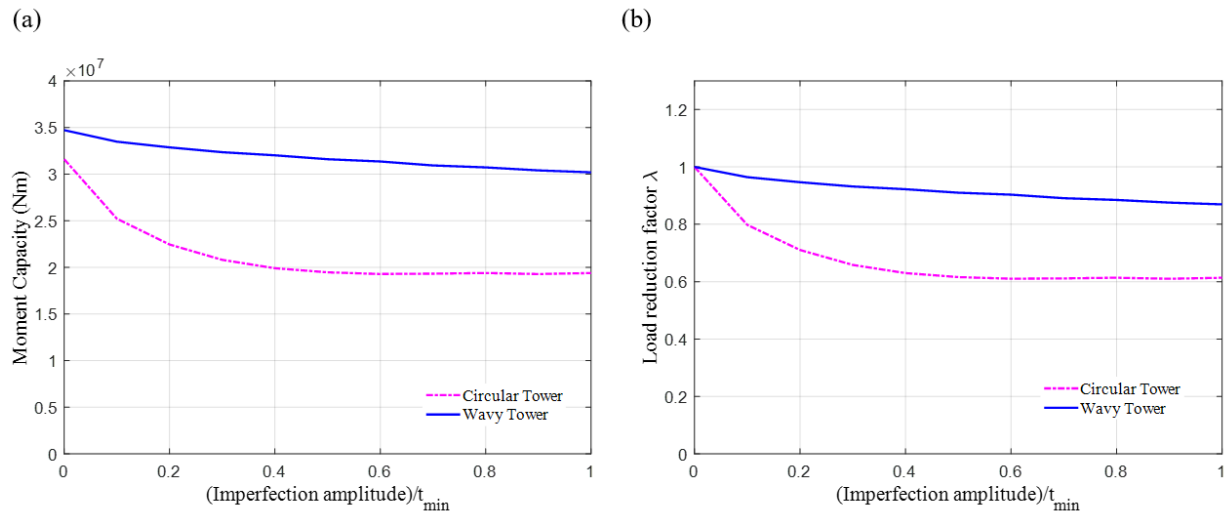 (a)
×10⁷
4
3.5
3
2.5
2
1.5
1
0.5
0
Moment Capacity (Nm)
Circular Tower
Wavy Tower
0 0.2 0.4 0.6 0.8 1
(Imperfection amplitude)/t_min
(b)
1.2
1
0.8
0.6
0.4
0.2
0
Load reduction factor λ
Circular Tower
Wavy Tower
0 0.2 0.4 0.6 0.8 1
(Imperfection amplitude)/t_min